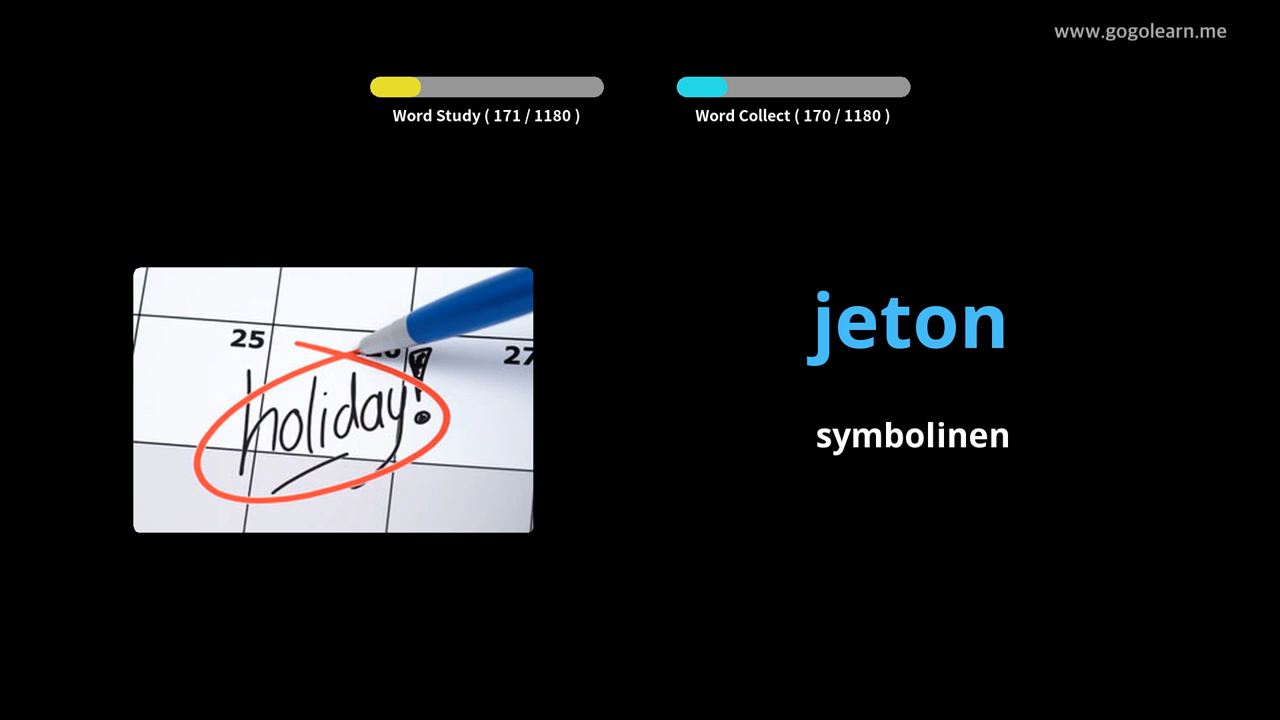 www.gogolearn.me
Word Study ( 171 / 1180 )
Word Collect ( 170 / 1180 )
25
27
holiday!
jeton
symbolinen